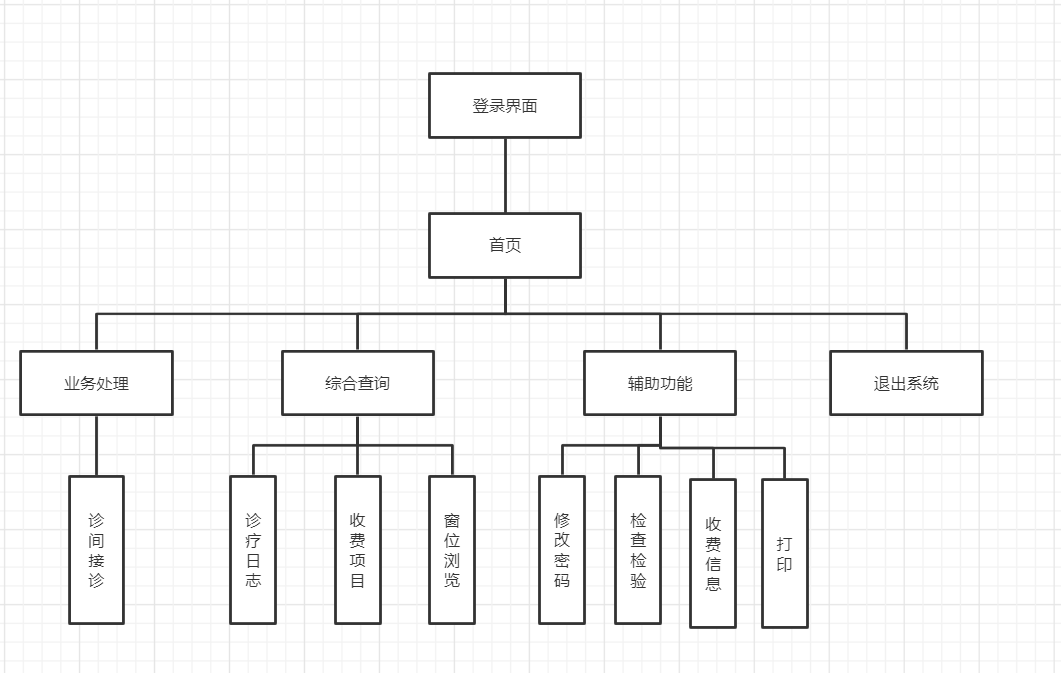 登录界面
首页
业务处理
综合查询
辅助功能
退出系统
诊间接诊
诊疗日志
收费项目
窗位浏览
修改密码
检查检验
收费信息
打印